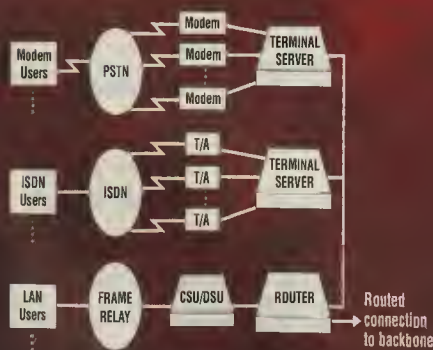 Modem
Modem
Modem
Modem
Users
PSTN
TERMINAL
SERVER
T/A
T/A
T/A
ISDN
Users
ISDN
TERMINAL
SERVER
LAN
Users
FRAME
RELAY
CSU/DSU
ROUTER
Routed
connection
to backbone